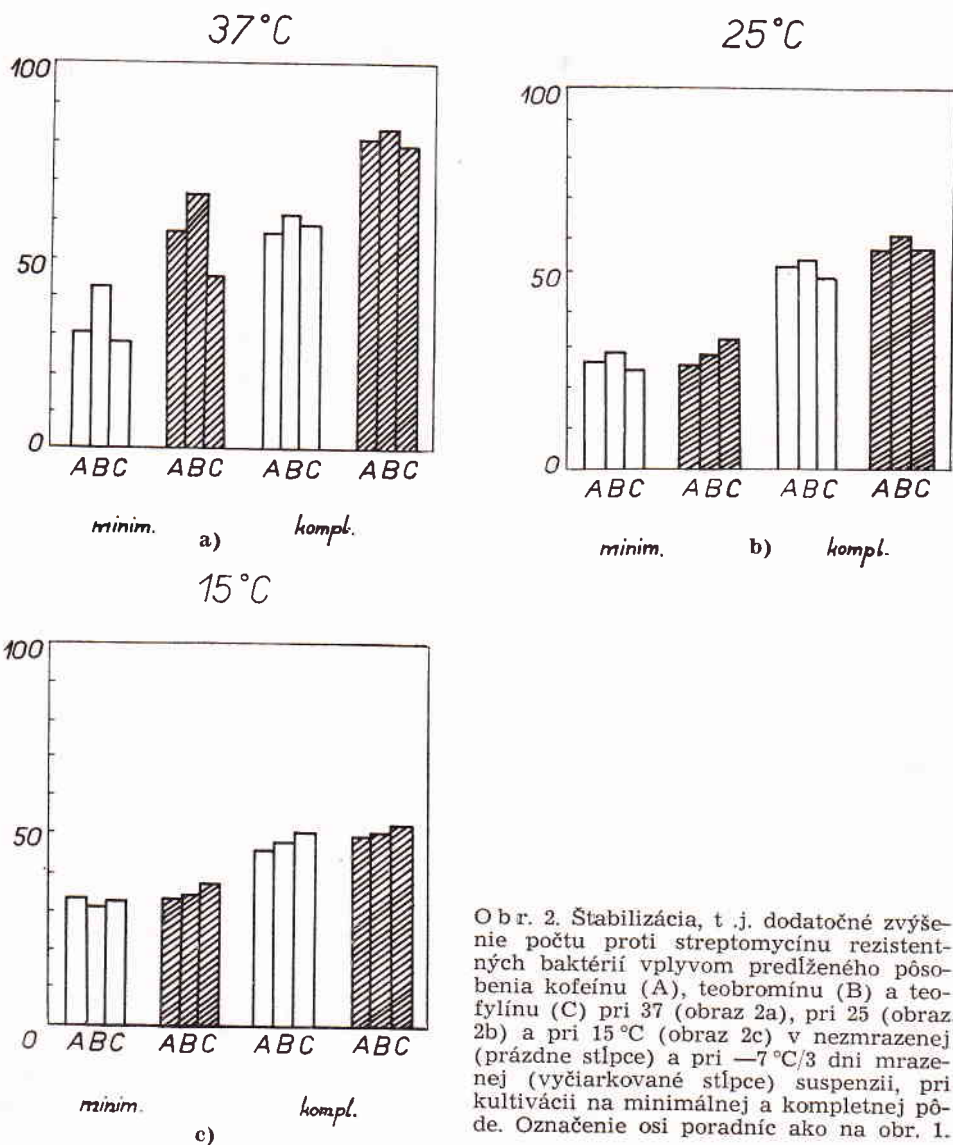 37°C
100
50
0
ABC ABC ABC ABC
minim. kompl.
a)
25°C
100
50
0
ABC ABC ABC ABC
minim. b) kompl.
15°C
100
50
0
ABC ABC ABC ABC
minim. kompl.
c)
Obr. 2. Štabilizácia, t .j. dodatočné zvýše-
nie počtu proti streptomycínu rezistent-
ných baktérií vplyvom predĺženého pôso-
benia kofeínu (A), teobromínu (B) a teo-
fylínu (C) pri 37 (obraz 2a), pri 25 (obraz
2b) a pri 15 °C (obraz 2c) v nezmrazenej
(prázdne stĺpce) a pri —7 °C/3 dni mraze-
nej (vyčiarkované stĺpce) suspenzii, pri
kultivácii na minimálnej a kompletnej pô-
de. Označenie osi poradníc ako na obr. 1.